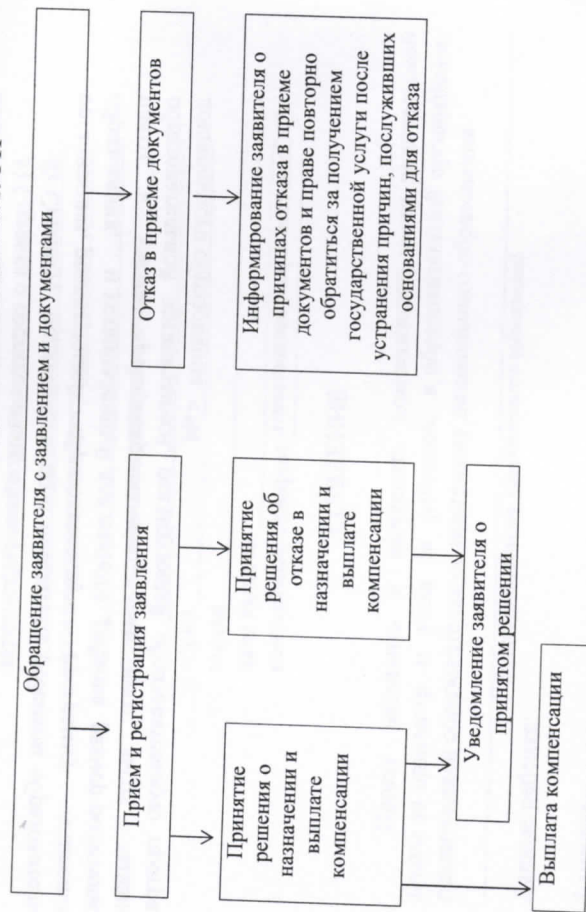 Обращение заявителя с заявлением и документами
Прием и регистрация заявления
Отказ в приеме документов
Принятие
решения о
назначении и
выплате
компенсации
Принятие
решения об
отказе в
назначении и
выплате
компенсации
Информирование заявителя о
причинах отказа в приеме
документов и праве повторно
обратиться за получением
государственной услуги после
устранения причин, послуживших
основаниями для отказа
Уведомление заявителя о
принятом решении
Выплата компенсации